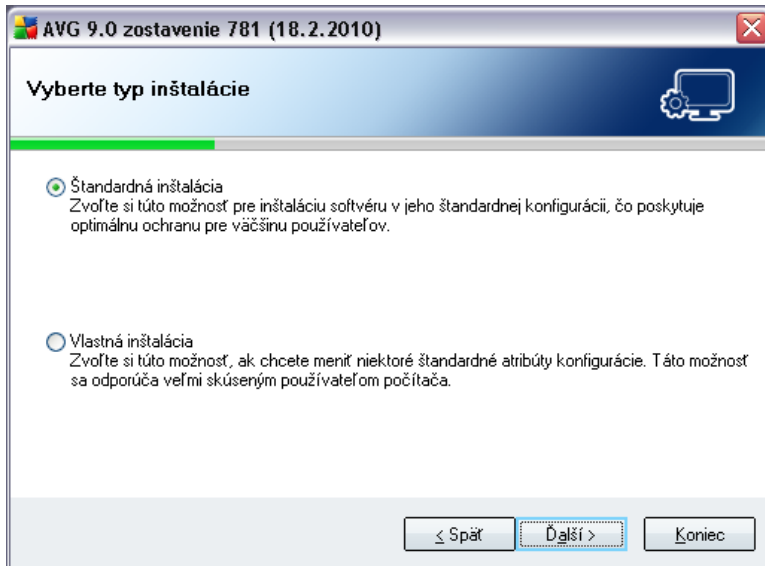 AVG 9.0 zostavenie 781 (18.2.2010)
Vyberte typ inštalácie
Štandardná inštalácia
Zvoľte si túto možnosť pre inštaláciu softvéru v jeho štandardnej konfigurácii, čo poskytuje
optimálnu ochranu pre väčšinu používateľov.
Vlastná inštalácia
Zvoľte si túto možnosť, ak chcete meniť niektoré štandardné atribúty konfigurácie. Táto možnosť
sa odporúča veľmi skúseným používateľom počítača.
< Späť
Ďalší >
Koniec